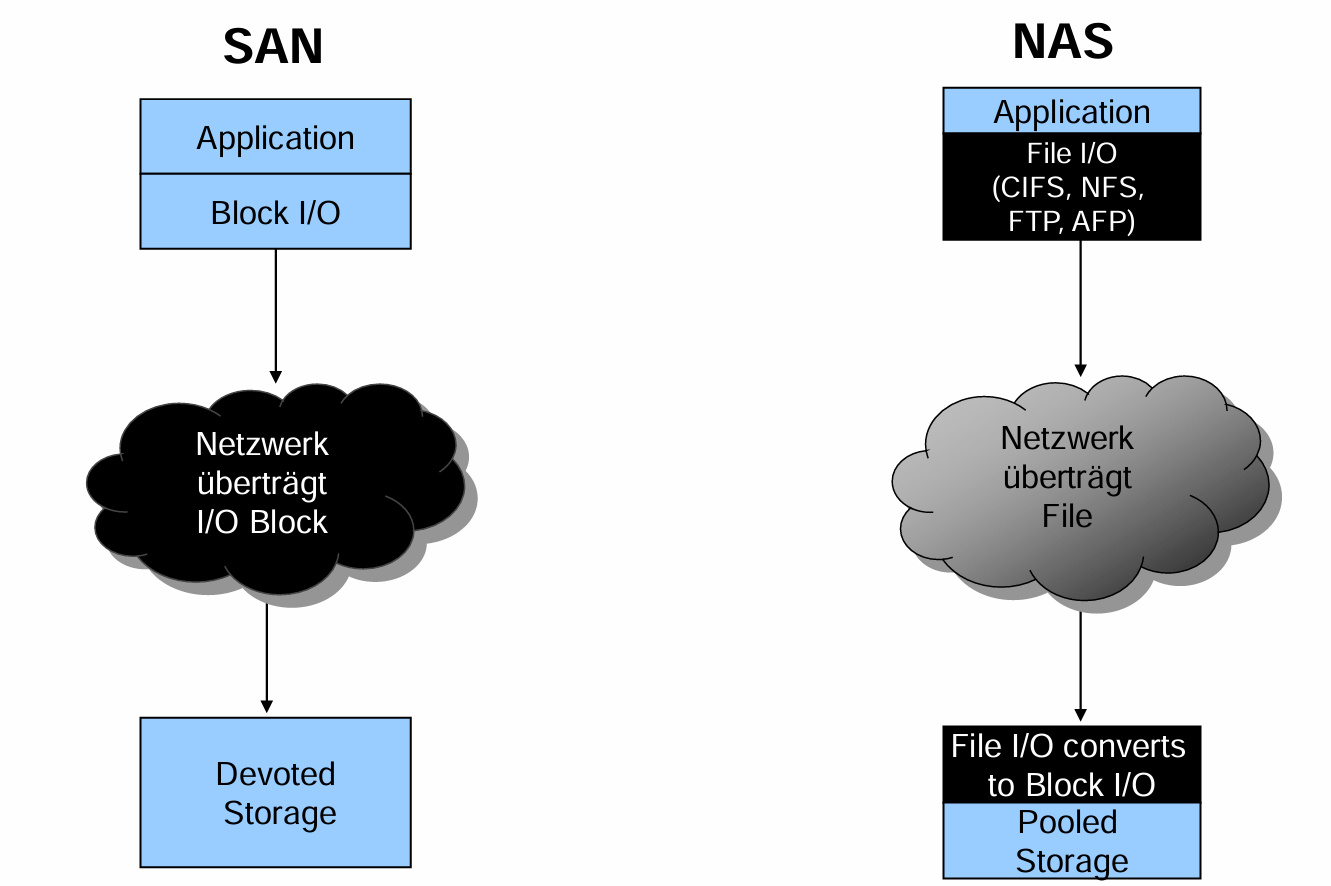 SAN
Application
Block I/O
Netzwerk
überträgt
I/O Block
Devoted
Storage
NAS
Application
File I/O
(CIFS, NFS,
FTP, AFP)
Netzwerk
überträgt
File
File I/O converts
to Block I/O
Pooled
Storage